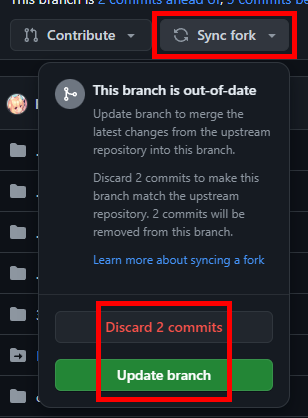 This branch is 2 commits ahead of, 5 commits be
Contribute
Sync fork
This branch is out-of-date
Update branch to merge the
latest changes from the upstream
repository into this branch.
Discard 2 commits to make this
branch match the upstream
repository. 2 commits will be
removed from this branch.
Learn more about syncing a fork
Discard 2 commits
Update branch